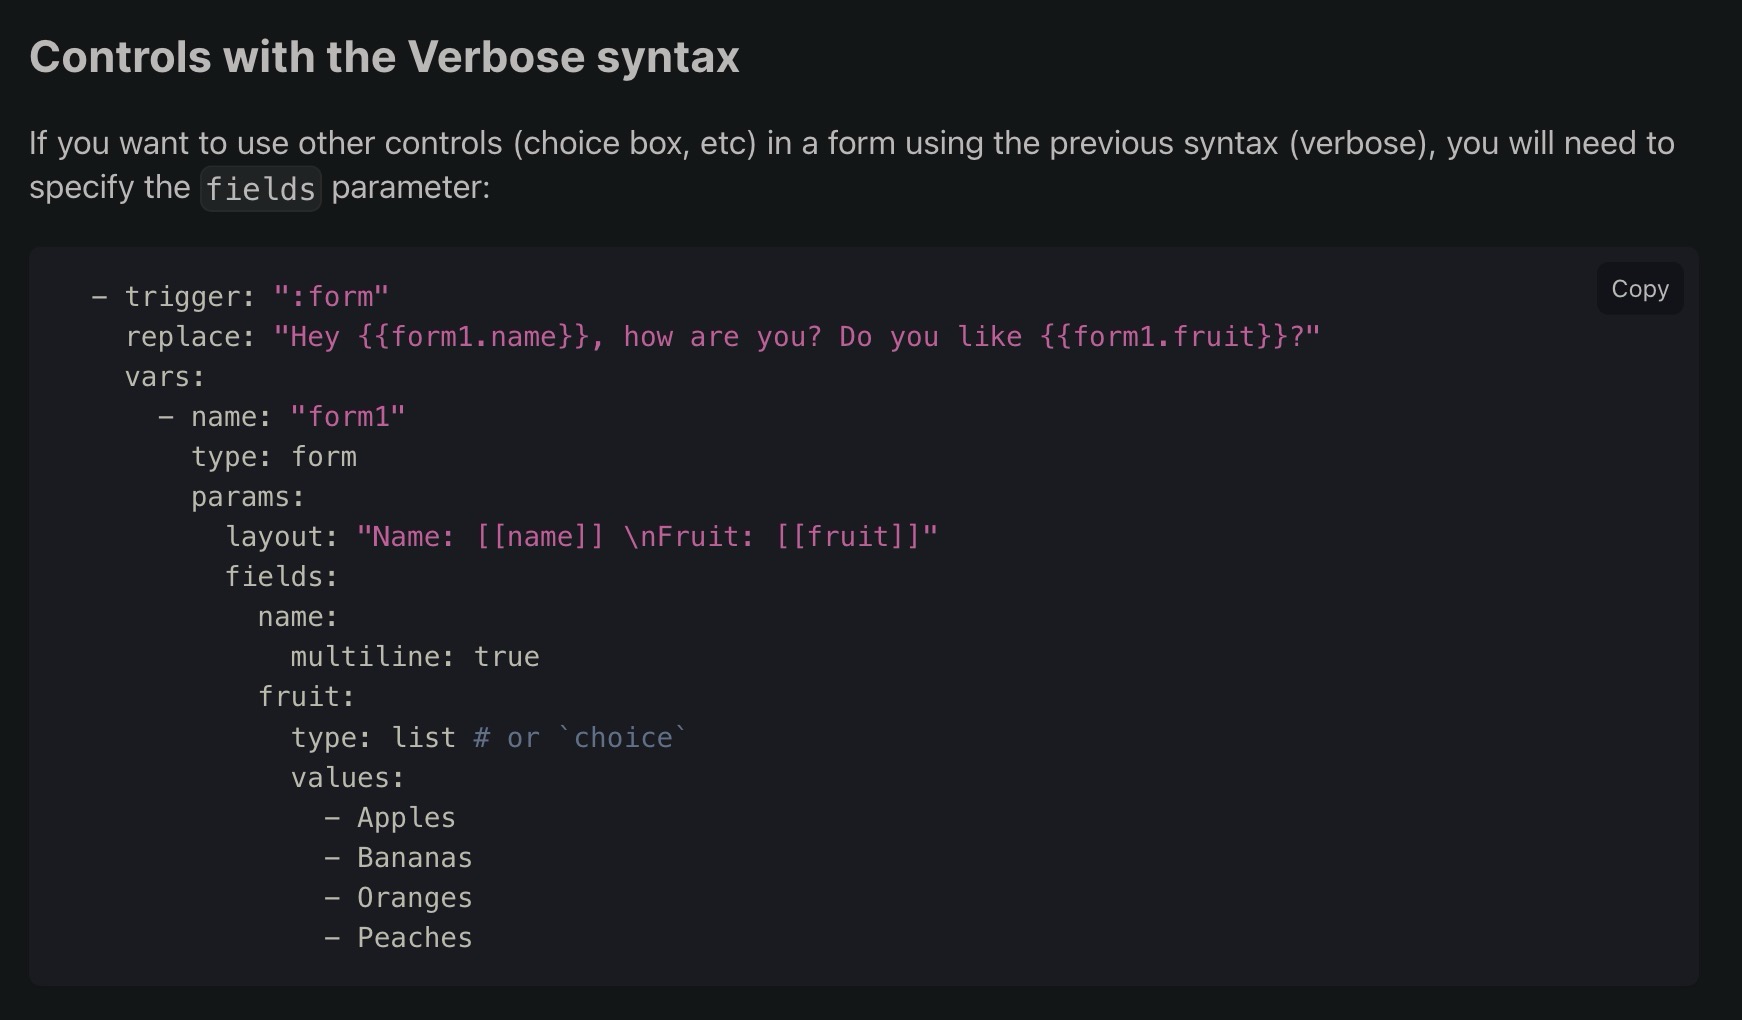 Controls with the Verbose syntax
If you want to use other controls (choice box, etc) in a form using the previous syntax (verbose), you will need to
specify the fields parameter:
Copy
- trigger: ":form"
  replace: "Hey {{form1.name}}, how are you? Do you like {{form1.fruit}}?"
  vars:
    - name: "form1"
      type: form
      params:
        layout: "Name: [[name]] \nFruit: [[fruit]]"
        fields:
          name:
            multiline: true
          fruit:
            type: list # or `choice`
            values:
              - Apples
              - Bananas
              - Oranges
              - Peaches